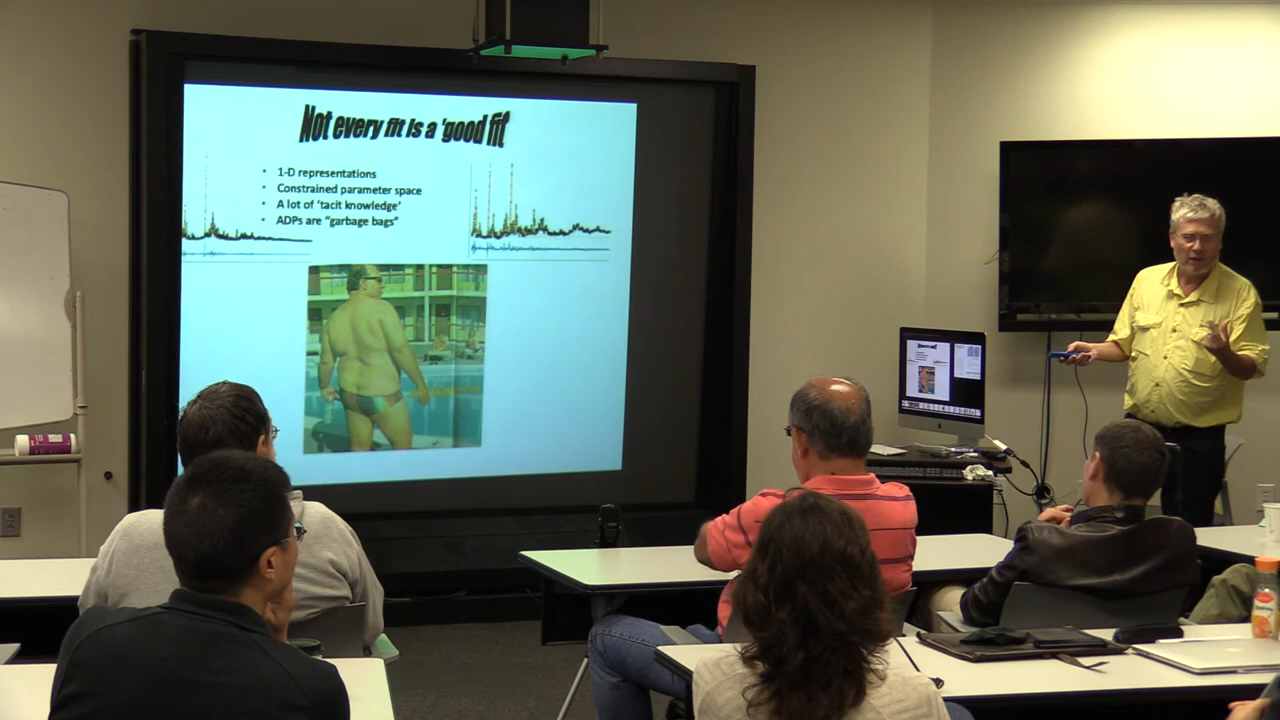 Not every fit is a 'good fit'
• 1-D representations
• Constrained parameter space
• A lot of 'tacit knowledge'
• ADPs are "garbage bags"